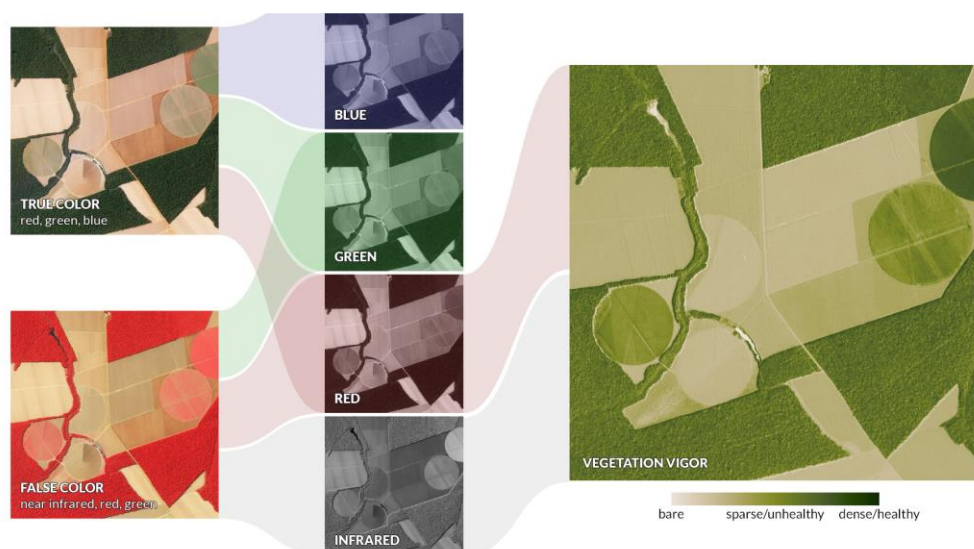 BLUE
TRUE COLOR
red, green, blue
GREEN
RED
FALSE COLOR
near infrared, red, green
INFRARED
VEGETATION VIGOR
bare sparse/unhealthy dense/healthy